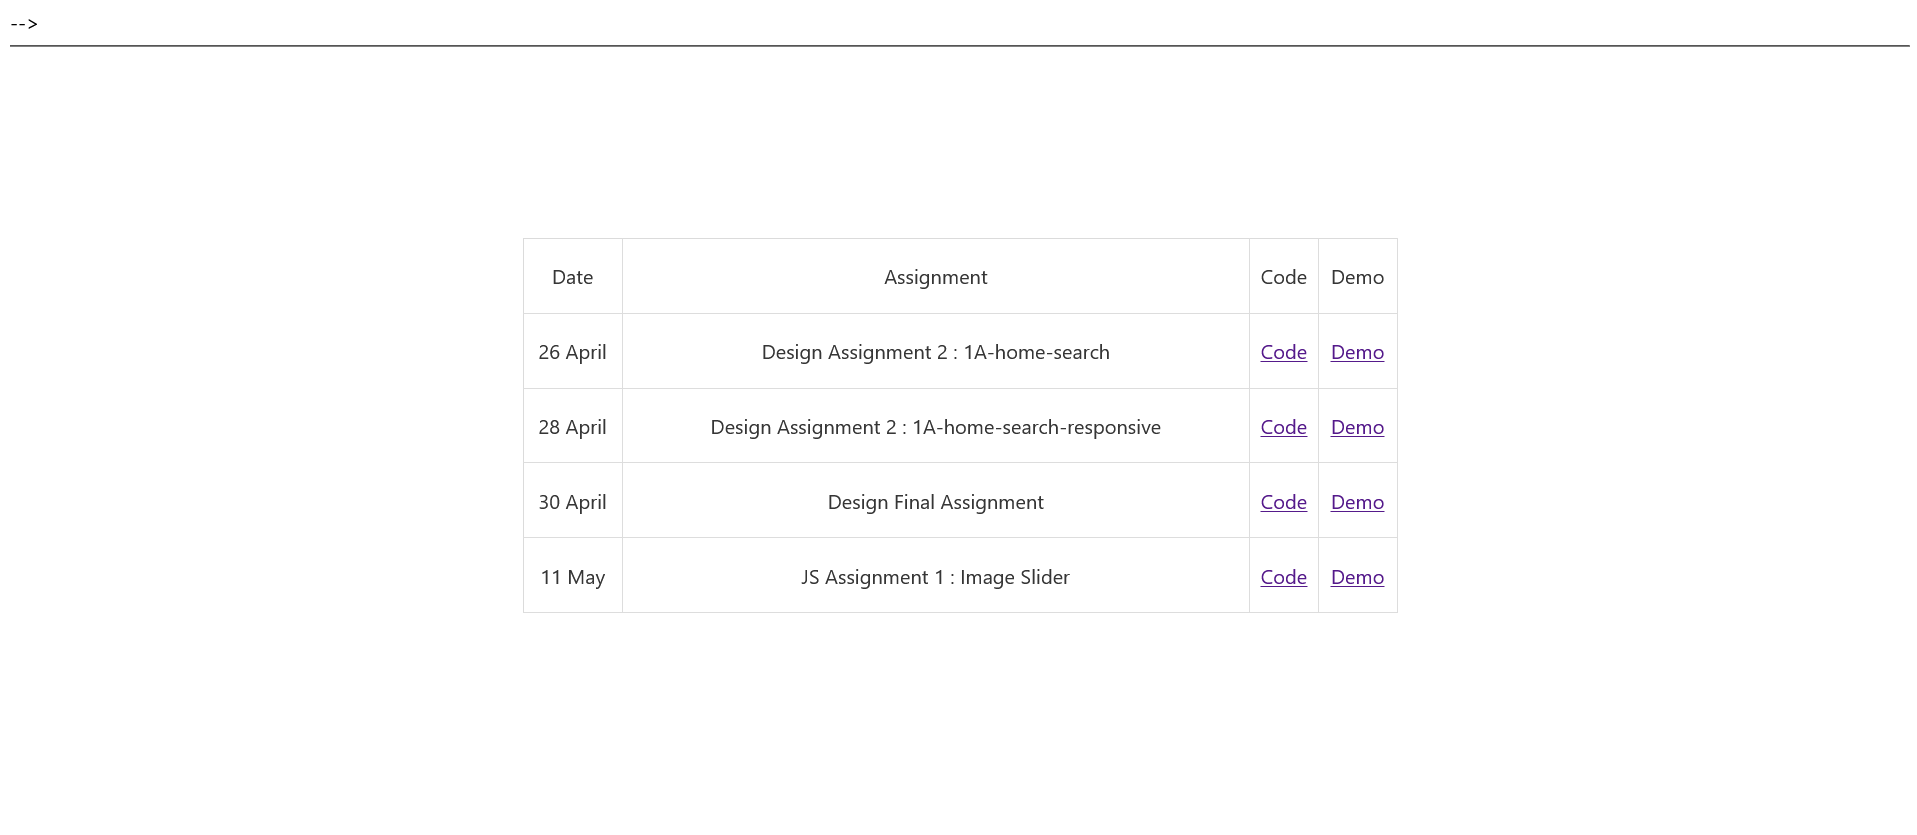 -->
Date Assignment Code Demo
26 April Design Assignment 2 : 1A-home-search Code Demo
28 April Design Assignment 2 : 1A-home-search-responsive Code Demo
30 April Design Final Assignment Code Demo
11 May JS Assignment 1 : Image Slider Code Demo